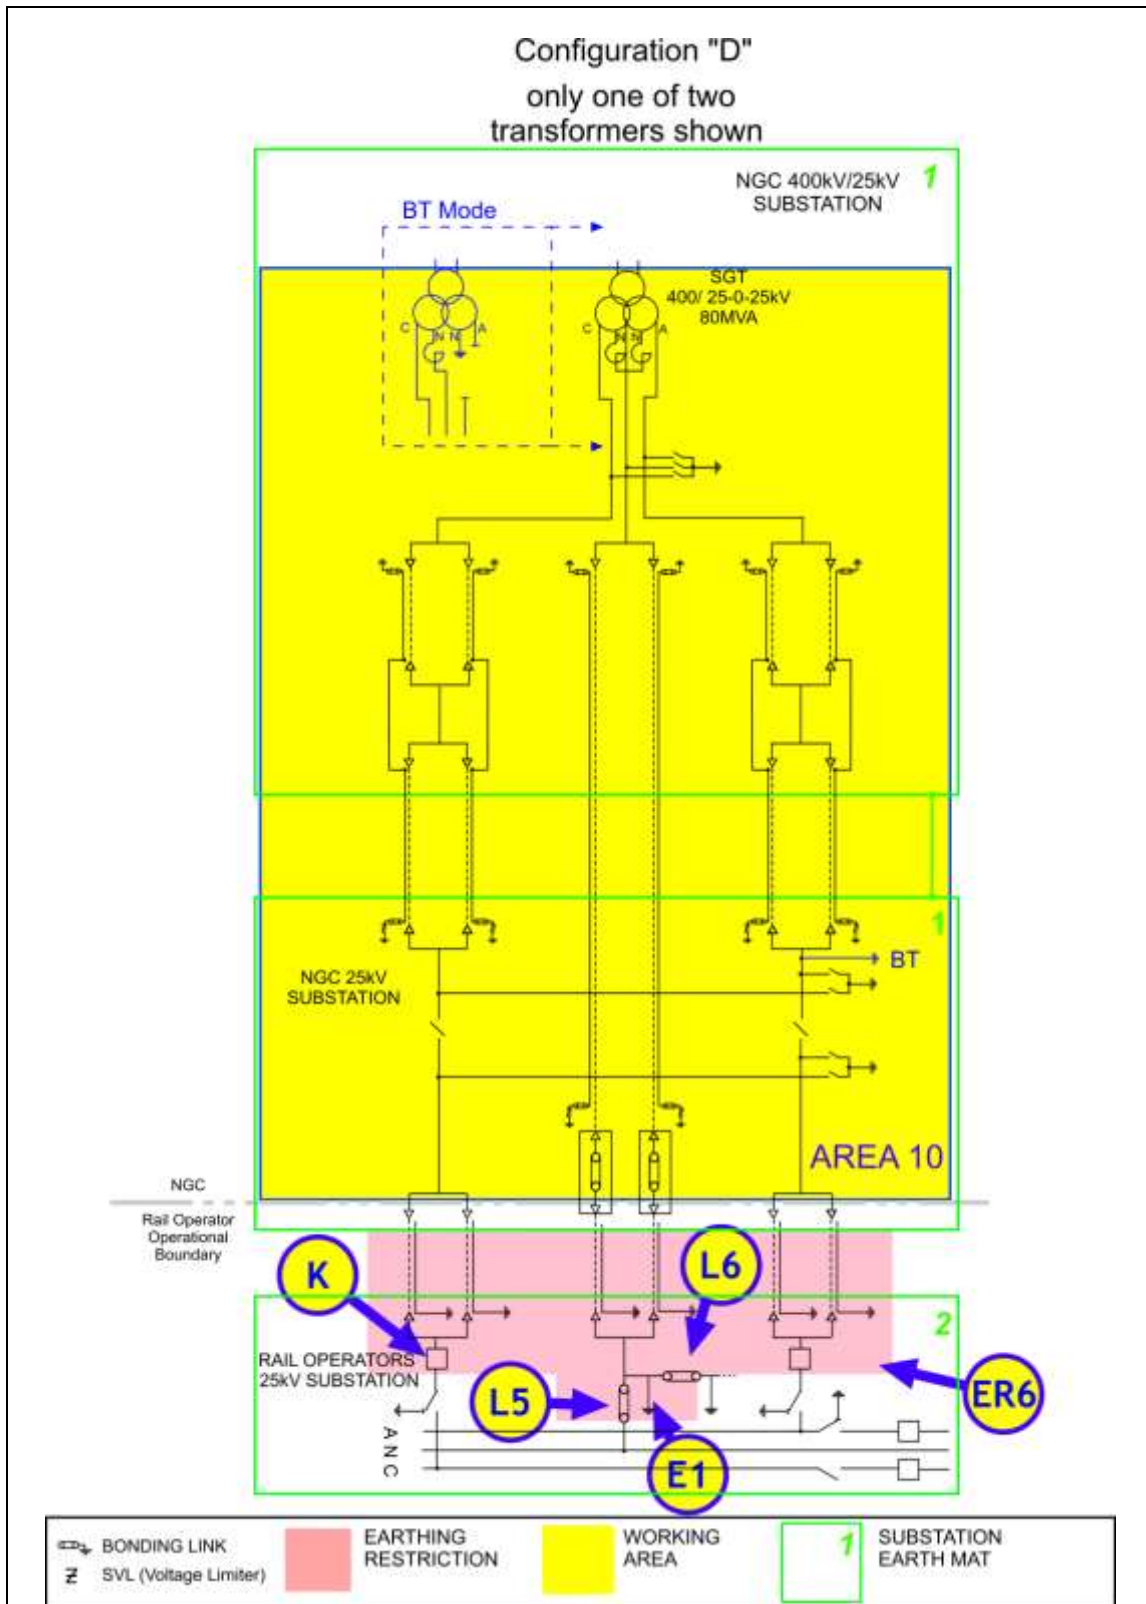 Configuration "D"
only one of two
transformers shown
NGC 400kV/25kV
SUBSTATION
1
BT Mode
SGT
400/ 25-0-25kV
80MVA
C N N A
C N N A
1
NGC 25kV
SUBSTATION
BT
AREA 10
NGC
Rail Operator
Operational
Boundary
K
L6
2
RAIL OPERATORS
25kV SUBSTATION
L5
ER6
E1
A N C
BONDING LINK
SVL (Voltage Limiter)
EARTHING
RESTRICTION
WORKING
AREA
1
SUBSTATION
EARTH MAT